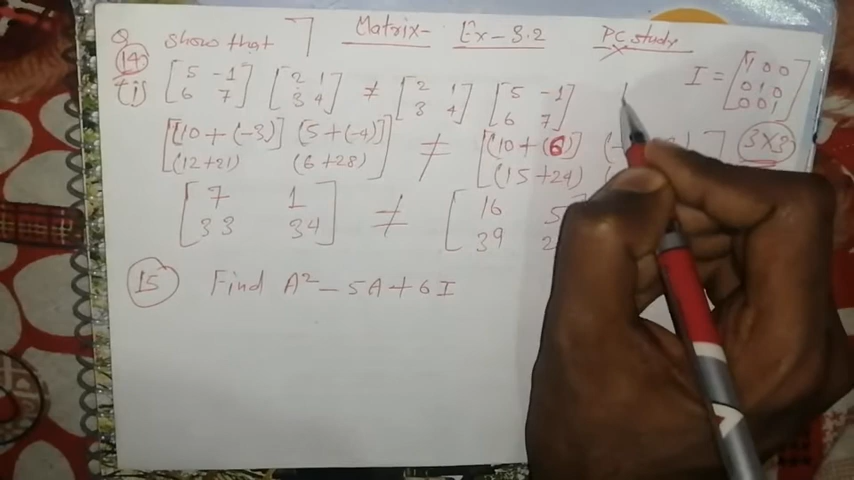 Q Show that Matrix- Ex-3.2 PC study
14 (i) [5 -1 [2 1 ≠ [2 1 [5 -1 I = [1 0 0
6 7] 3 4] 3 4] 6 7] 0 1 0
0 0 1]
[(10+(-3)] (5+(-4)] ≠ [(10+(6)] 3×3
(12+21) (6+28)] (15+24)
[7 1 ≠ [16 5
33 34] 39
15 Find A²-5A+6I